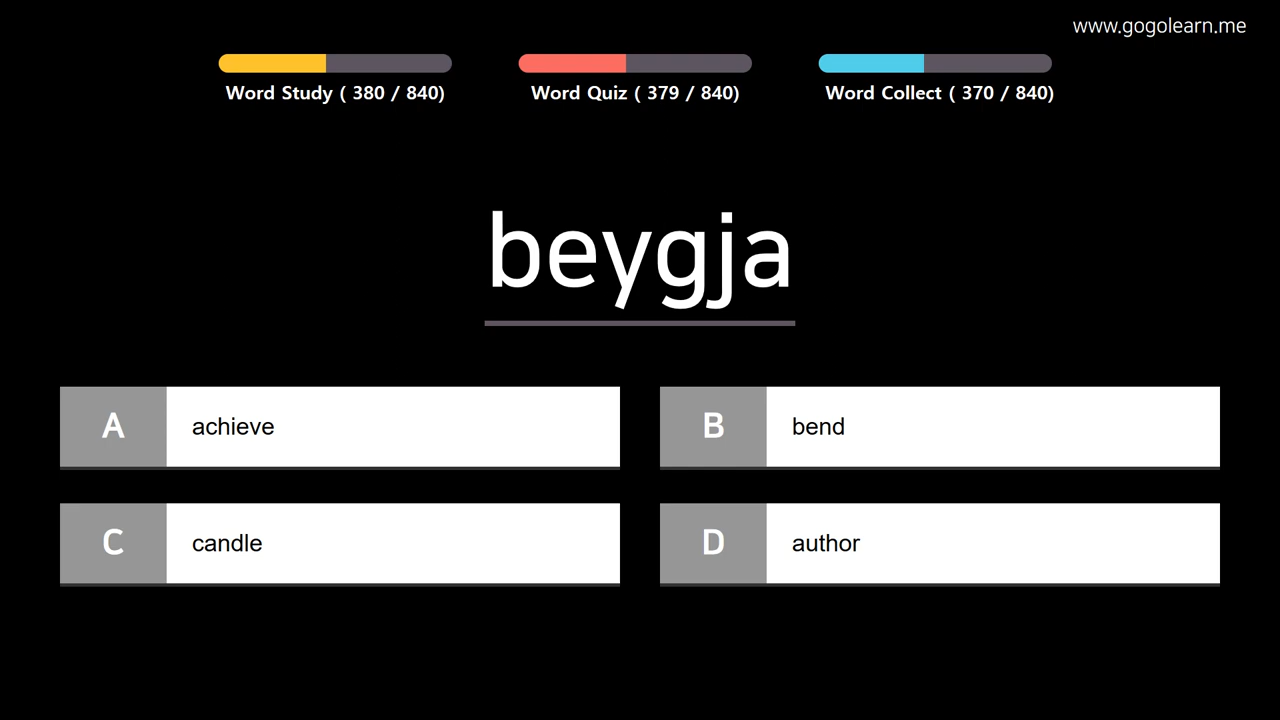 www.gogolearn.me
Word Study ( 380 / 840)
Word Quiz ( 379 / 840)
Word Collect ( 370 / 840)
beygja
A achieve
B bend
C candle
D author